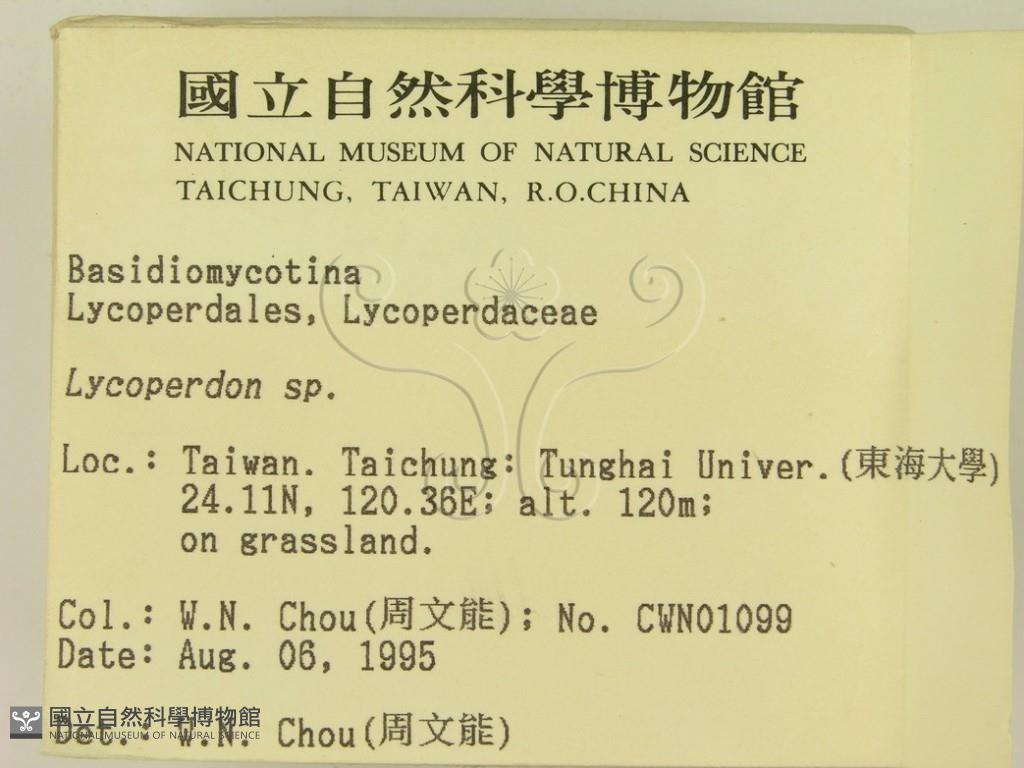 國立自然科學博物館
NATIONAL MUSEUM OF NATURAL SCIENCE
TAICHUNG, TAIWAN, R.O.CHINA
Basidiomycotina
Lycoperdales, Lycoperdaceae
Lycoperdon sp.
Loc.: Taiwan. Taichung: Tunghai Univer.(東海大學)
24.11N, 120.36E; alt. 120m;
on grassland.
Col.: W.N. Chou(周文能); No. CWN01099
Date: Aug. 06, 1995
Det.: W.N. Chou(周文能)
國立自然科學博物館
NATIONAL MUSEUM OF NATURAL SCIENCE